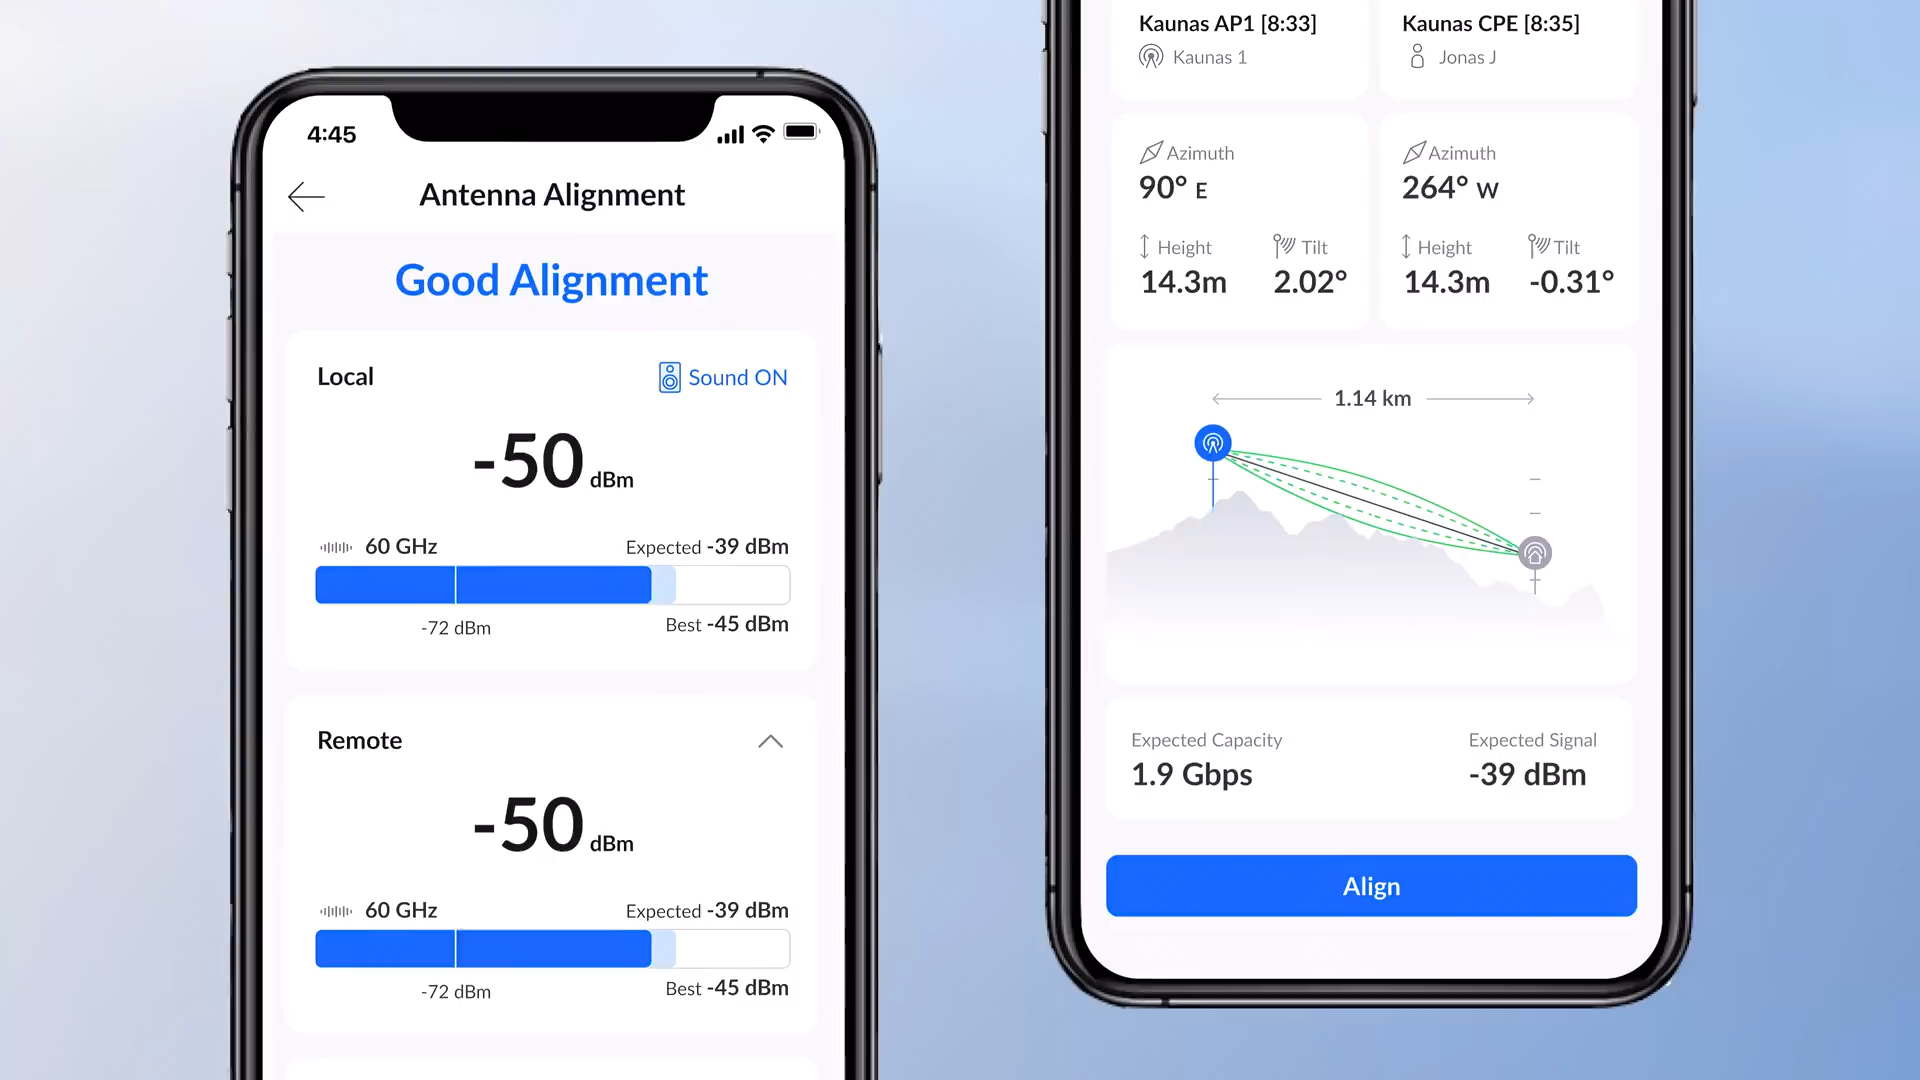 4:45
Antenna Alignment
Good Alignment
Local
Sound ON
-50 dBm
60 GHz
Expected -39 dBm
-72 dBm
Best -45 dBm
Remote
-50 dBm
60 GHz
Expected -39 dBm
-72 dBm
Best -45 dBm
Kaunas AP1 [8:33]
Kaunas 1
Kaunas CPE [8:35]
Jonas J
Azimuth
90° E
Height
14.3m
Tilt
2.02°
Azimuth
264° W
Height
14.3m
Tilt
-0.31°
1.14 km
Expected Capacity
1.9 Gbps
Expected Signal
-39 dBm
Align